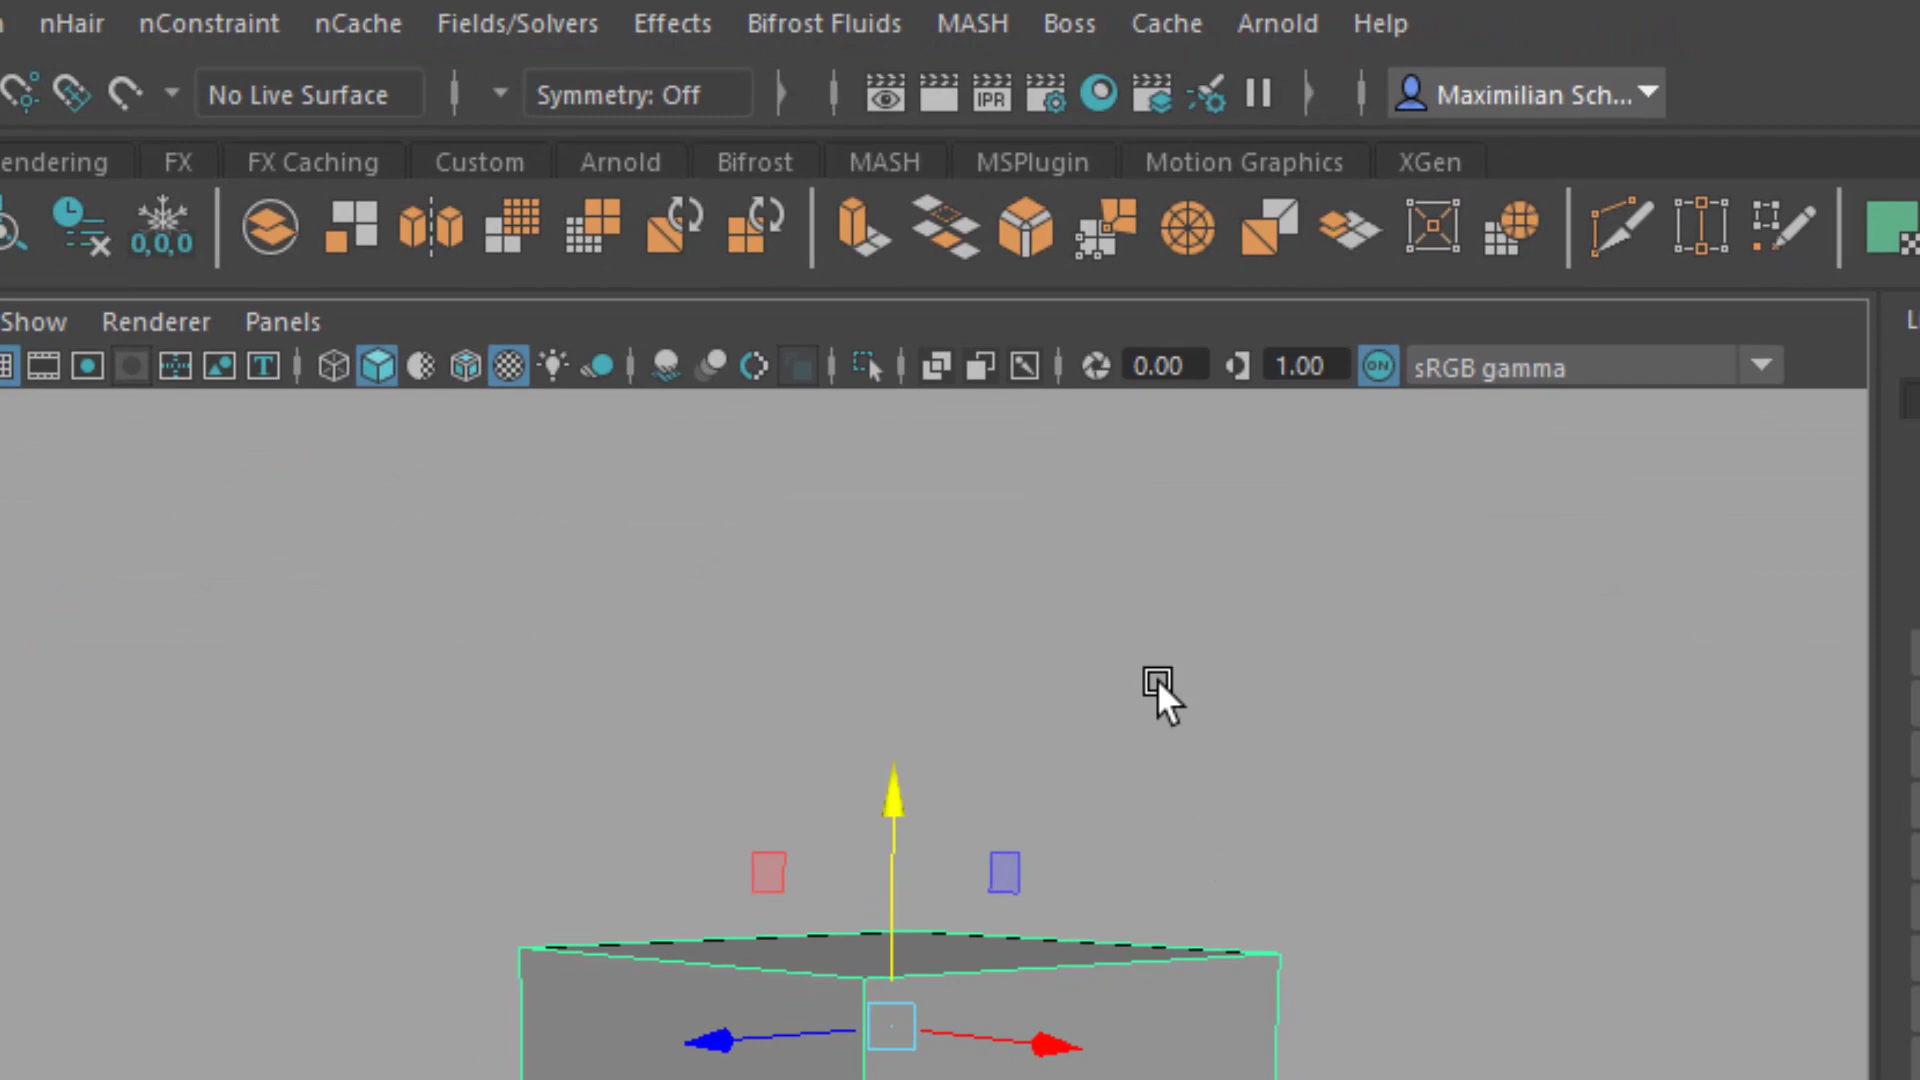 nHair nConstraint nCache Fields/Solvers Effects Bifrost Fluids MASH Boss Cache Arnold Help
No Live Surface Symmetry: Off IPR Maximilian Sch...
endering FX FX Caching Custom Arnold Bifrost MASH MSPlugin Motion Graphics XGen
0,0,0
Show Renderer Panels
T 0.00 1.00 ON sRGB gamma